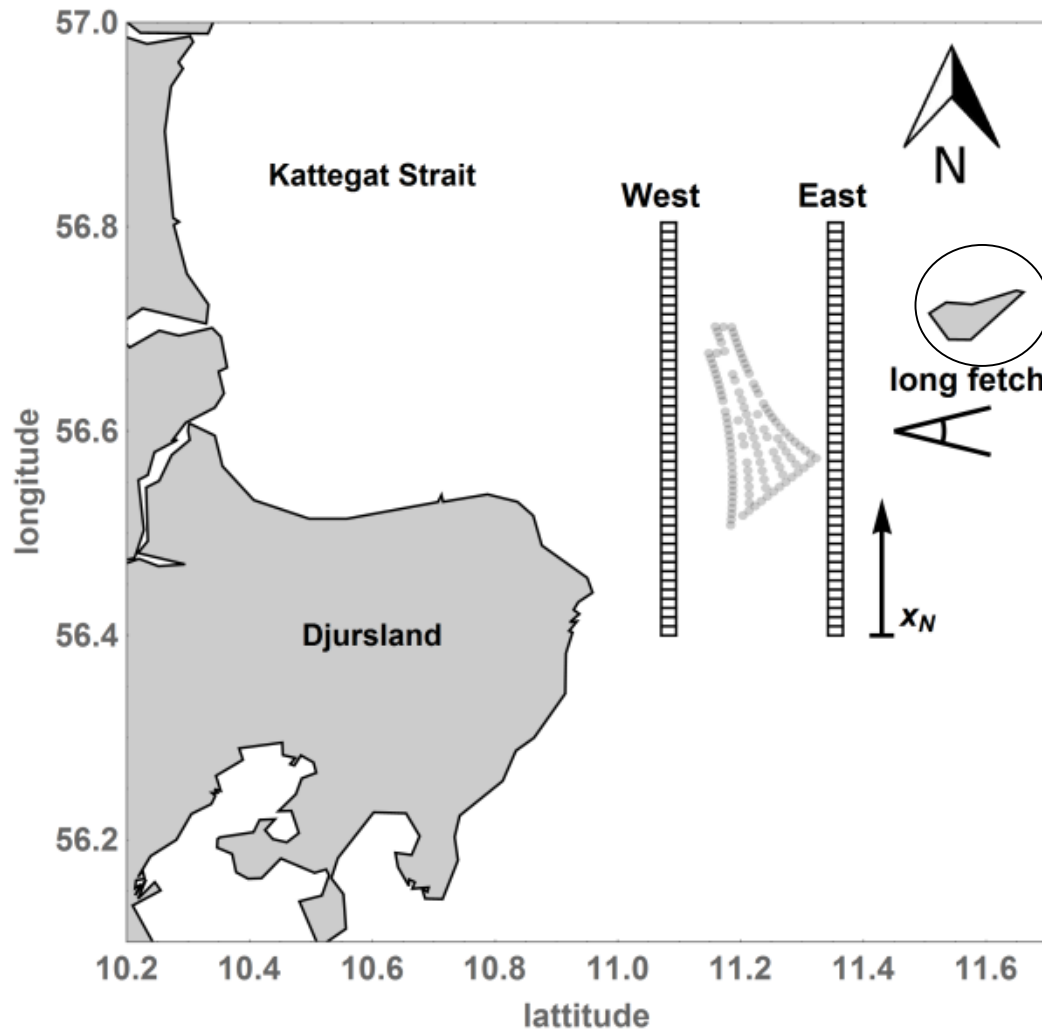 57.0
56.8
56.6
56.4
56.2
longitude
Kattegat Strait
West
East
N
long fetch
xN
Djursland
10.2 10.4 10.6 10.8 11.0 11.2 11.4 11.6
lattitude